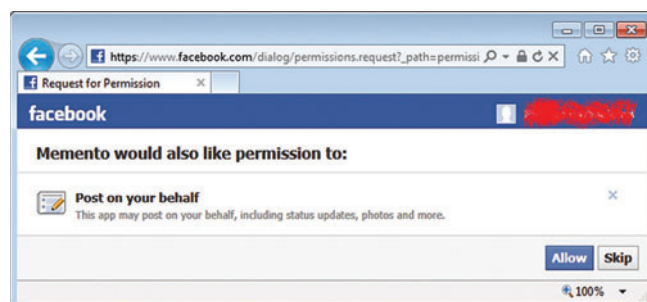 https://www.facebook.com/dialog/permissions.request?_path=permissi
Request for Permission
facebook
Memento would also like permission to:
Post on your behalf
This app may post on your behalf, including status updates, photos and more.
Allow Skip
100%